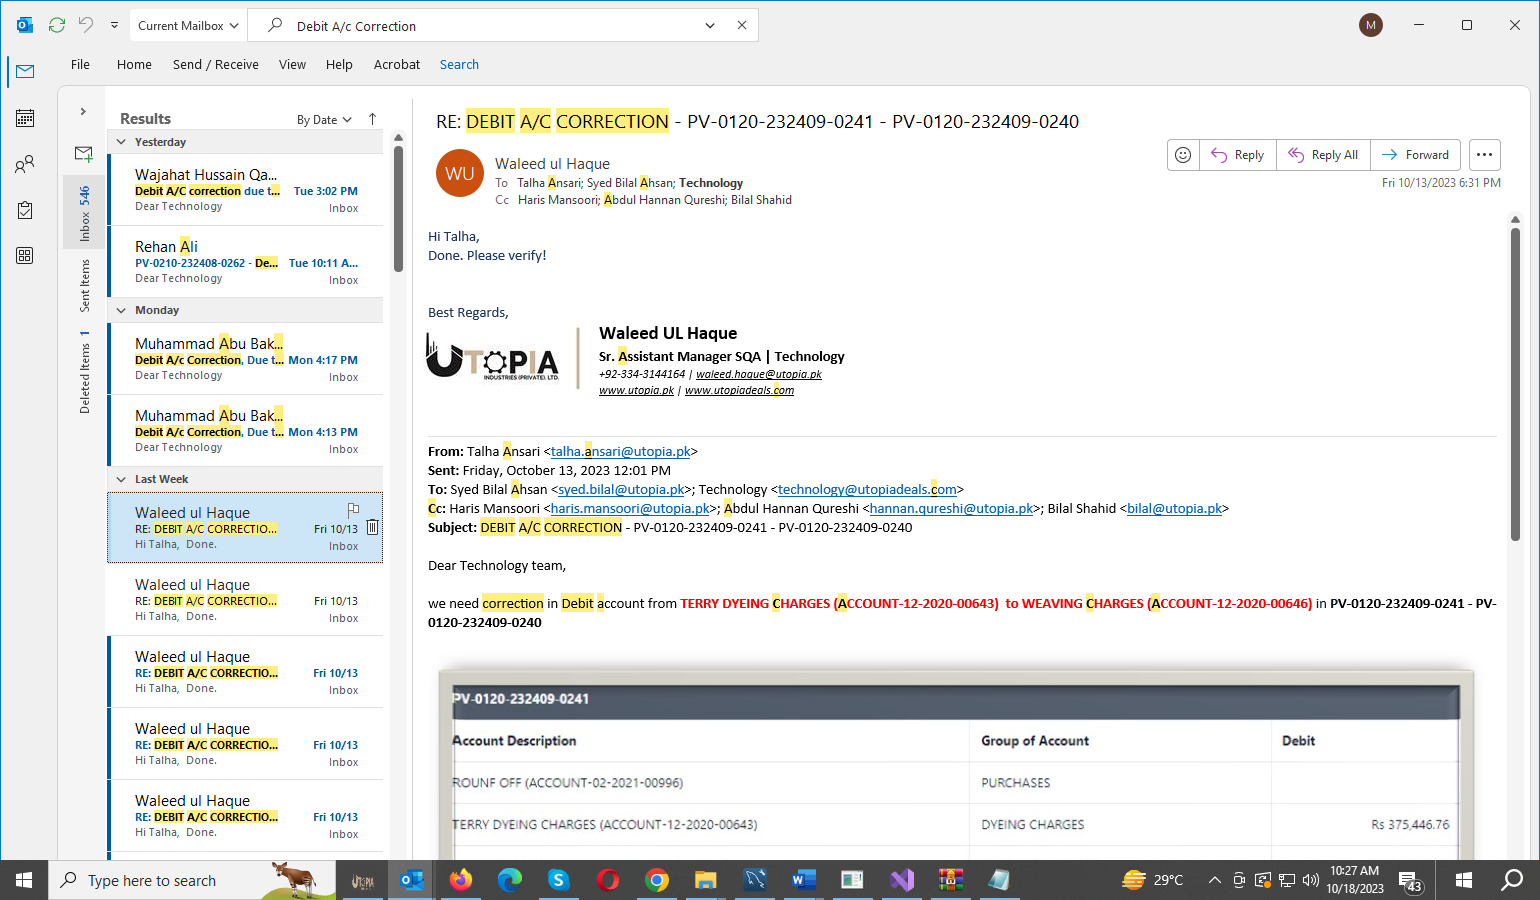 Current Mailbox
Debit A/c Correction
M
File Home Send / Receive View Help Acrobat Search
Results
By Date
Inbox 546
Sent Items
Deleted Items 1
Yesterday
Wajahat Hussain Qa...
Debit A/C correction due t... Tue 3:02 PM
Dear Technology Inbox
Rehan Ali
PV-0210-232408-0262 - De... Tue 10:11 A...
Dear Technology Inbox
Monday
Muhammad Abu Bak...
Debit A/c Correction, Due t... Mon 4:17 PM
Dear Technology Inbox
Muhammad Abu Bak...
Debit A/c Correction, Due t... Mon 4:13 PM
Dear Technology Inbox
Last Week
Waleed ul Haque
RE: DEBIT A/C CORRECTIO... Fri 10/13
Hi Talha, Done. Inbox
Waleed ul Haque
RE: DEBIT A/C CORRECTIO... Fri 10/13
Hi Talha, Done. Inbox
Waleed ul Haque
RE: DEBIT A/C CORRECTIO... Fri 10/13
Hi Talha, Done. Inbox
Waleed ul Haque
RE: DEBIT A/C CORRECTIO... Fri 10/13
Hi Talha, Done. Inbox
Waleed ul Haque
RE: DEBIT A/C CORRECTIO... Fri 10/13
Hi Talha, Done. Inbox
RE: DEBIT A/C CORRECTION - PV-0120-232409-0241 - PV-0120-232409-0240
WU
Waleed ul Haque
To Talha Ansari; Syed Bilal Ahsan; Technology
Cc Haris Mansoori; Abdul Hannan Qureshi; Bilal Shahid
Reply Reply All Forward
Fri 10/13/2023 6:31 PM
Hi Talha,
Done. Please verify!
Best Regards,
UTOPIA
INDUSTRIES (PRIVATE). LTD.
Waleed UL Haque
Sr. Assistant Manager SQA | Technology
+92-334-3144164 | waleed.haque@utopia.pk
www.utopia.pk | www.utopiadeals.com
From: Talha Ansari <talha.ansari@utopia.pk>
Sent: Friday, October 13, 2023 12:01 PM
To: Syed Bilal Ahsan <syed.bilal@utopia.pk>; Technology <technology@utopiadeals.com>
Cc: Haris Mansoori <haris.mansoori@utopia.pk>; Abdul Hannan Qureshi <hannan.qureshi@utopia.pk>; Bilal Shahid <bilal@utopia.pk>
Subject: DEBIT A/C CORRECTION - PV-0120-232409-0241 - PV-0120-232409-0240
Dear Technology team,
we need correction in Debit account from TERRY DYEING CHARGES (ACCOUNT-12-2020-00643) to WEAVING CHARGES (ACCOUNT-12-2020-00646) in PV-0120-232409-0241 - PV-
0120-232409-0240
PV-0120-232409-0241
Account Description Group of Account Debit
ROUNF OFF (ACCOUNT-02-2021-00996) PURCHASES
TERRY DYEING CHARGES (ACCOUNT-12-2020-00643) DYEING CHARGES Rs 375,446.76
Type here to search
UTOPIA
29°C
10:27 AM
10/18/2023
43